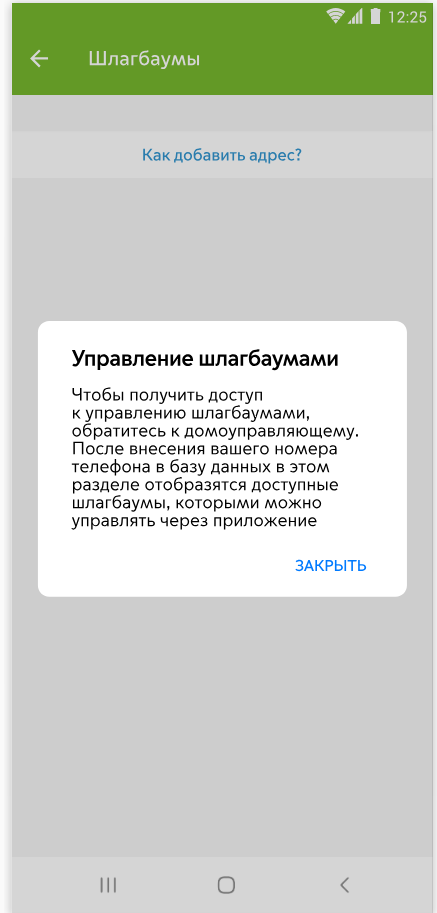 12:25
Шлагбаумы
Как добавить адрес?
Управление шлагбаумами
Чтобы получить доступ
к управлению шлагбаумами,
обратитесь к домоуправляющему.
После внесения вашего номера
телефона в базу данных в этом
разделе отобразятся доступные
шлагбаумы, которыми можно
управлять через приложение
ЗАКРЫТЬ